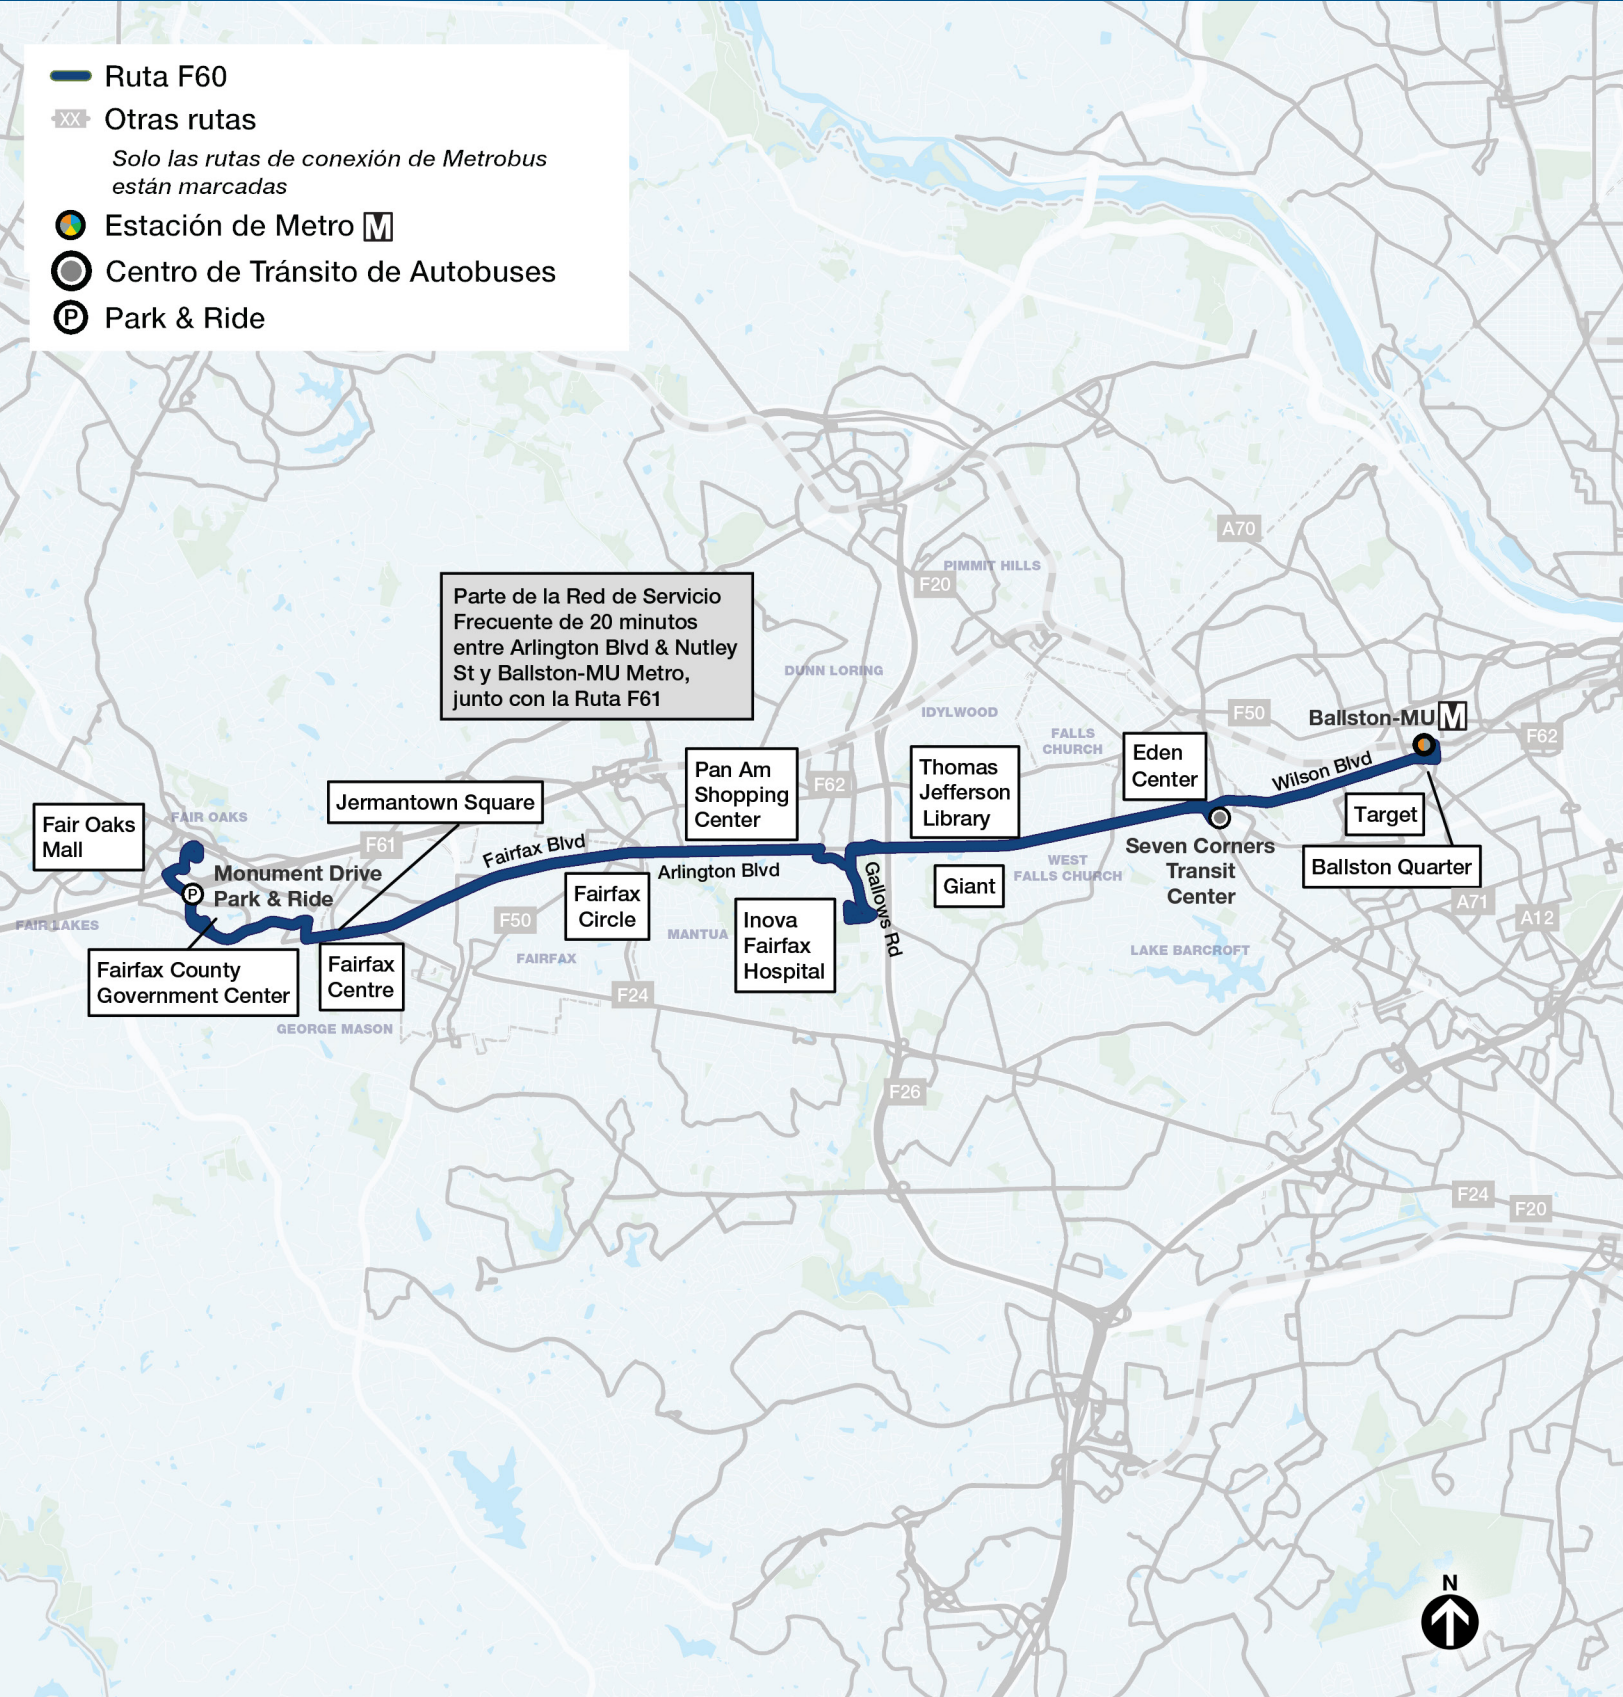 Ruta F60
XX
Otras rutas
Solo las rutas de conexión de Metrobus
están marcadas
Estación de Metro M
Centro de Tránsito de Autobuses
P
Park & Ride
A70
PIMMIT HILLS
F20
Parte de la Red de Servicio
Frecuente de 20 minutos
entre Arlington Blvd & Nutley
St y Ballston-MU Metro,
junto con la Ruta F61
DUNN LORING
IDYLWOOD
F50
Ballston-MU M
F62
FALLS
CHURCH
Eden
Center
Wilson Blvd
Pan Am
Shopping
Center
F62
Thomas
Jefferson
Library
Jermantown Square
Target
Fair Oaks
Mall
FAIR OAKS
F61
Fairfax Blvd
Arlington Blvd
Seven Corners
Transit
Center
Ballston Quarter
WEST
FALLS CHURCH
Monument Drive
Park & Ride
P
Gallows Rd
Giant
Fairfax
Circle
A71
A12
FAIR LAKES
F50
MANTUA
Inova
Fairfax
Hospital
FAIRFAX
LAKE BARCROFT
Fairfax County
Government Center
Fairfax
Centre
F24
GEORGE MASON
F26
F24
F20
N